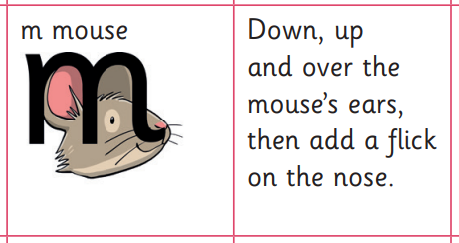 m mouse
m
Down, up
and over the
mouse's ears,
then add a flick
on the nose.